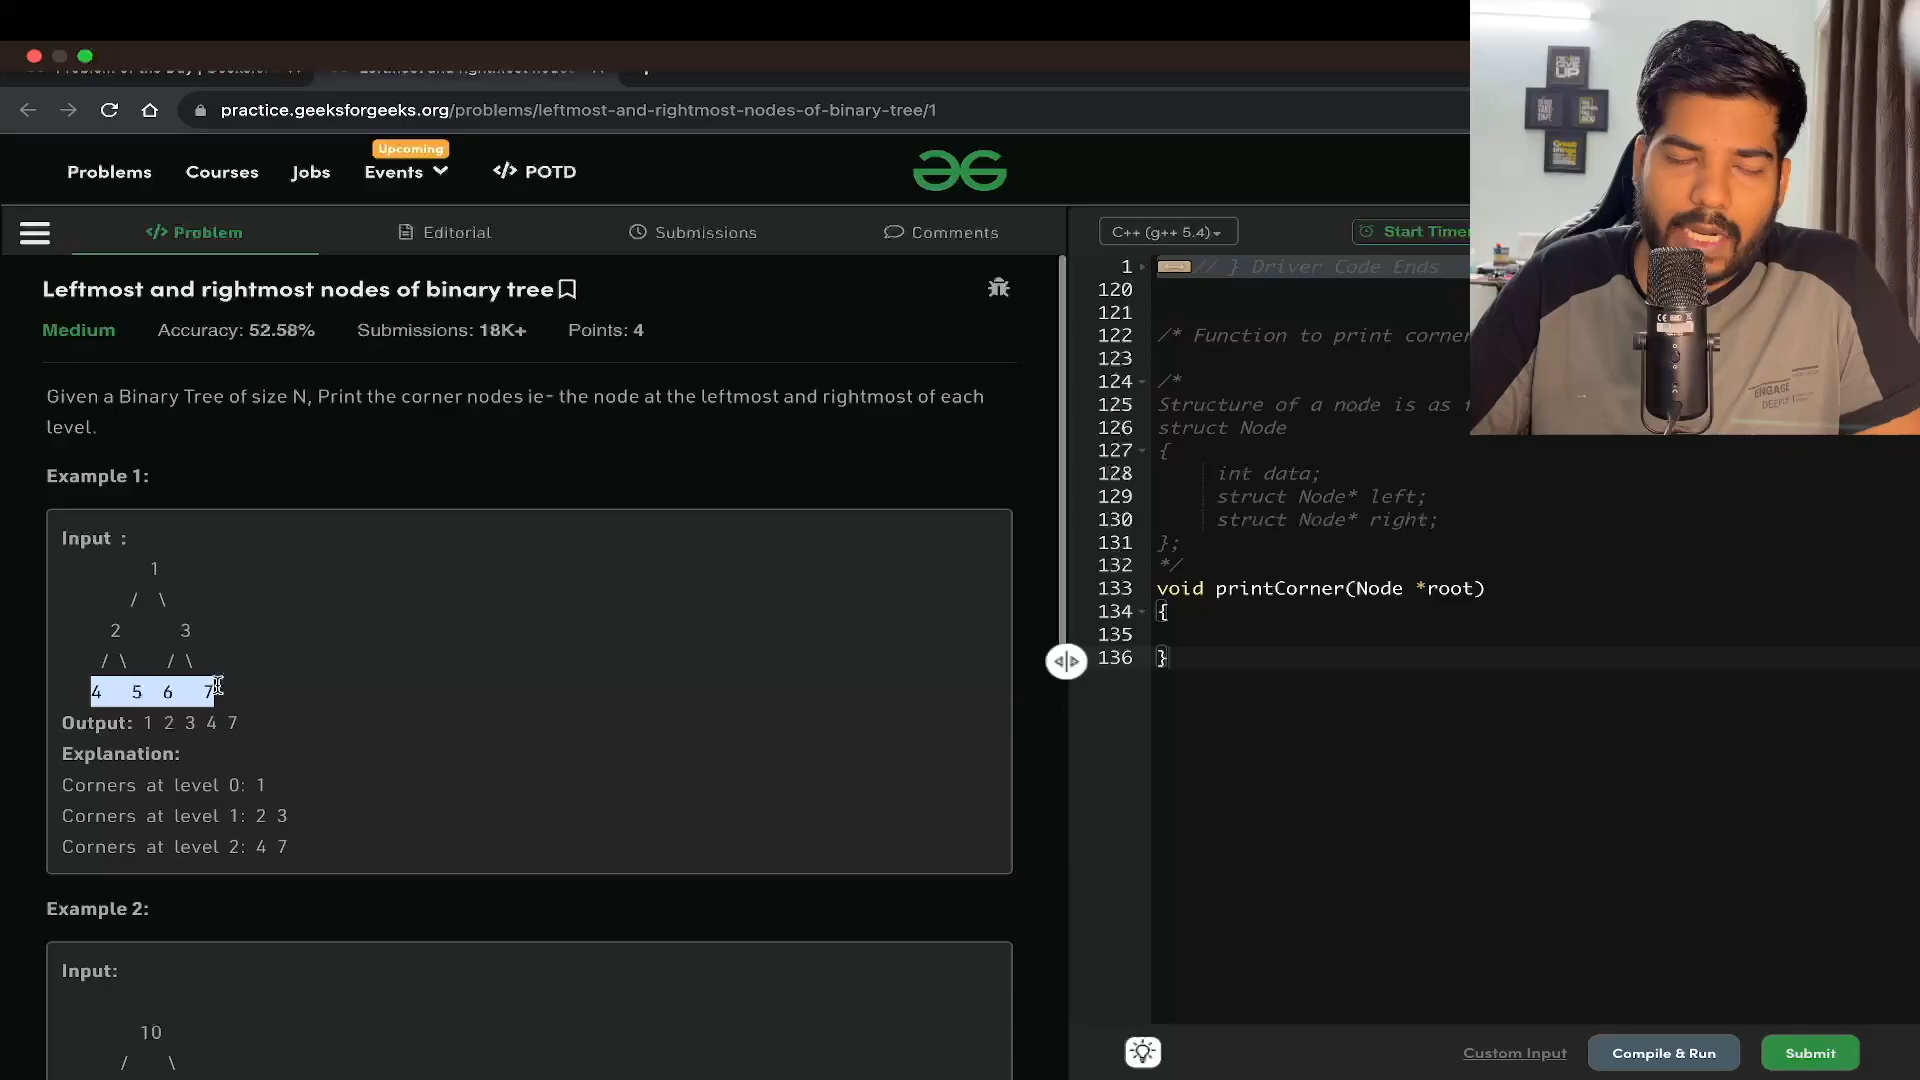 practice.geeksforgeeks.org/problems/leftmost-and-rightmost-nodes-of-binary-tree/1
Upcoming
Problems Courses Jobs Events </> POTD
</> Problem Editorial Submissions Comments
C++ (g++ 5.4) Start Timer
Leftmost and rightmost nodes of binary tree
Medium Accuracy: 52.58% Submissions: 18K+ Points: 4
Given a Binary Tree of size N, Print the corner nodes ie- the node at the leftmost and rightmost of each
level.
Example 1:
Input :
1
/ \
2 3
/ \ / \
4 5 6 7
Output: 1 2 3 4 7
Explanation:
Corners at level 0: 1
Corners at level 1: 2 3
Corners at level 2: 4 7
Example 2:
Input:
10
/ \
1 // } Driver Code Ends
120
121
122 /* Function to print corner
123
124 /*
125 Structure of a node is as
126 struct Node
127 {
128 int data;
129 struct Node* left;
130 struct Node* right;
131 };
132 */
133 void printCorner(Node *root)
134 {
135
136 }
Custom Input Compile & Run Submit
ENGAGE
DEEPLY